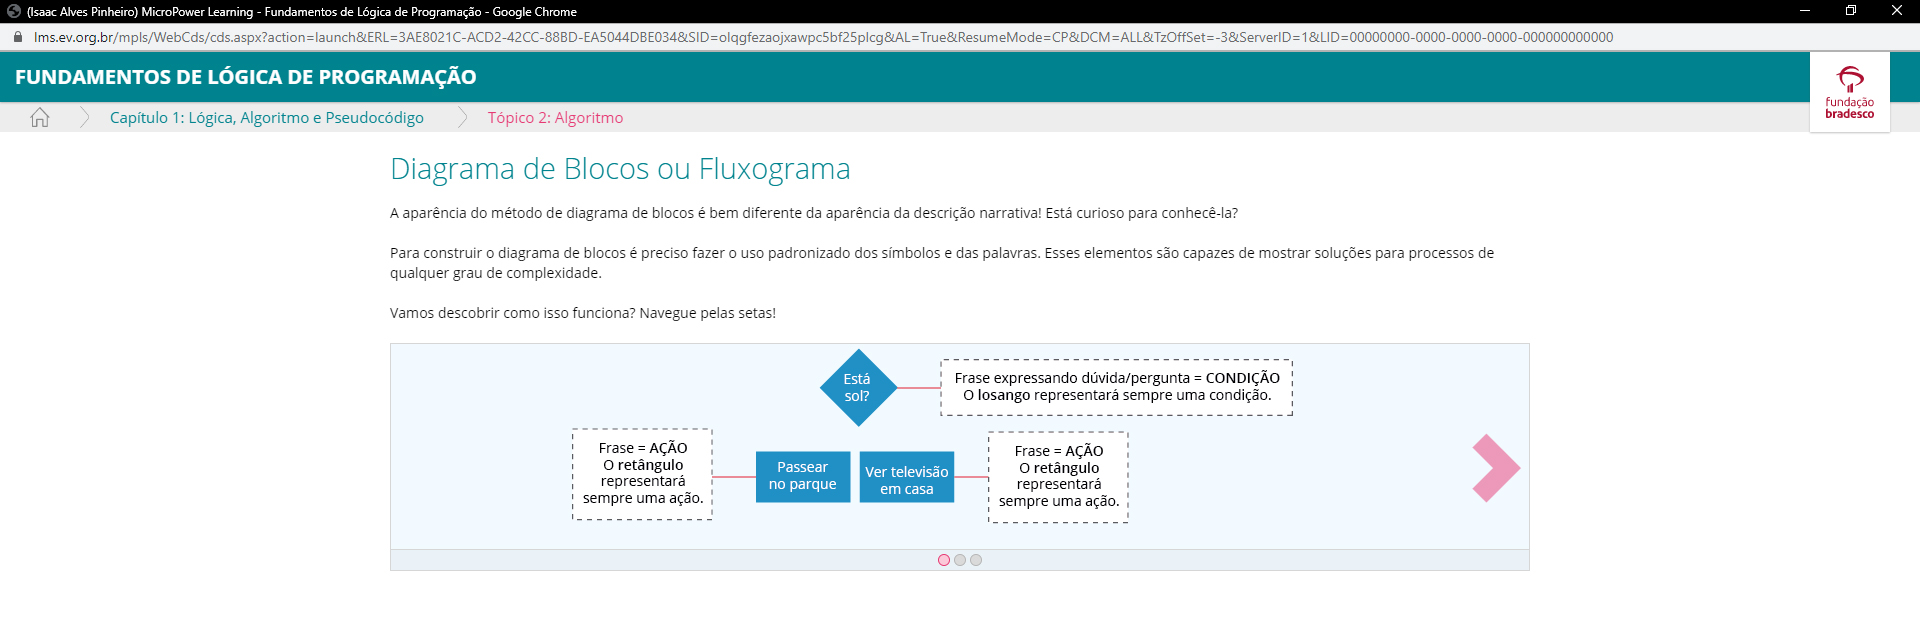 (Isaac Alves Pinheiro) MicroPower Learning - Fundamentos de Lógica de Programação - Google Chrome
lms.ev.org.br/mpls/WebCds/cds.aspx?action=launch&ERL=3AE8021C-ACD2-42CC-88BD-EA5044DBE034&SID=olqgfezaojxawpc5bf25plcg&AL=True&ResumeMode=CP&DCM=ALL&TzOffSet=-3&ServerID=1&LID=00000000-0000-0000-0000-000000000000
FUNDAMENTOS DE LÓGICA DE PROGRAMAÇÃO
fundação
bradesco
Capítulo 1: Lógica, Algoritmo e Pseudocódigo
Tópico 2: Algoritmo
Diagrama de Blocos ou Fluxograma
A aparência do método de diagrama de blocos é bem diferente da aparência da descrição narrativa! Está curioso para conhecê-la?
Para construir o diagrama de blocos é preciso fazer o uso padronizado dos símbolos e das palavras. Esses elementos são capazes de mostrar soluções para processos de
qualquer grau de complexidade.
Vamos descobrir como isso funciona? Navegue pelas setas!
Está
sol?
Frase expressando dúvida/pergunta = CONDIÇÃO
O losango representará sempre uma condição.
Frase = AÇÃO
O retângulo
representará
sempre uma ação.
Passear
no parque
Ver televisão
em casa
Frase = AÇÃO
O retângulo
representará
sempre uma ação.